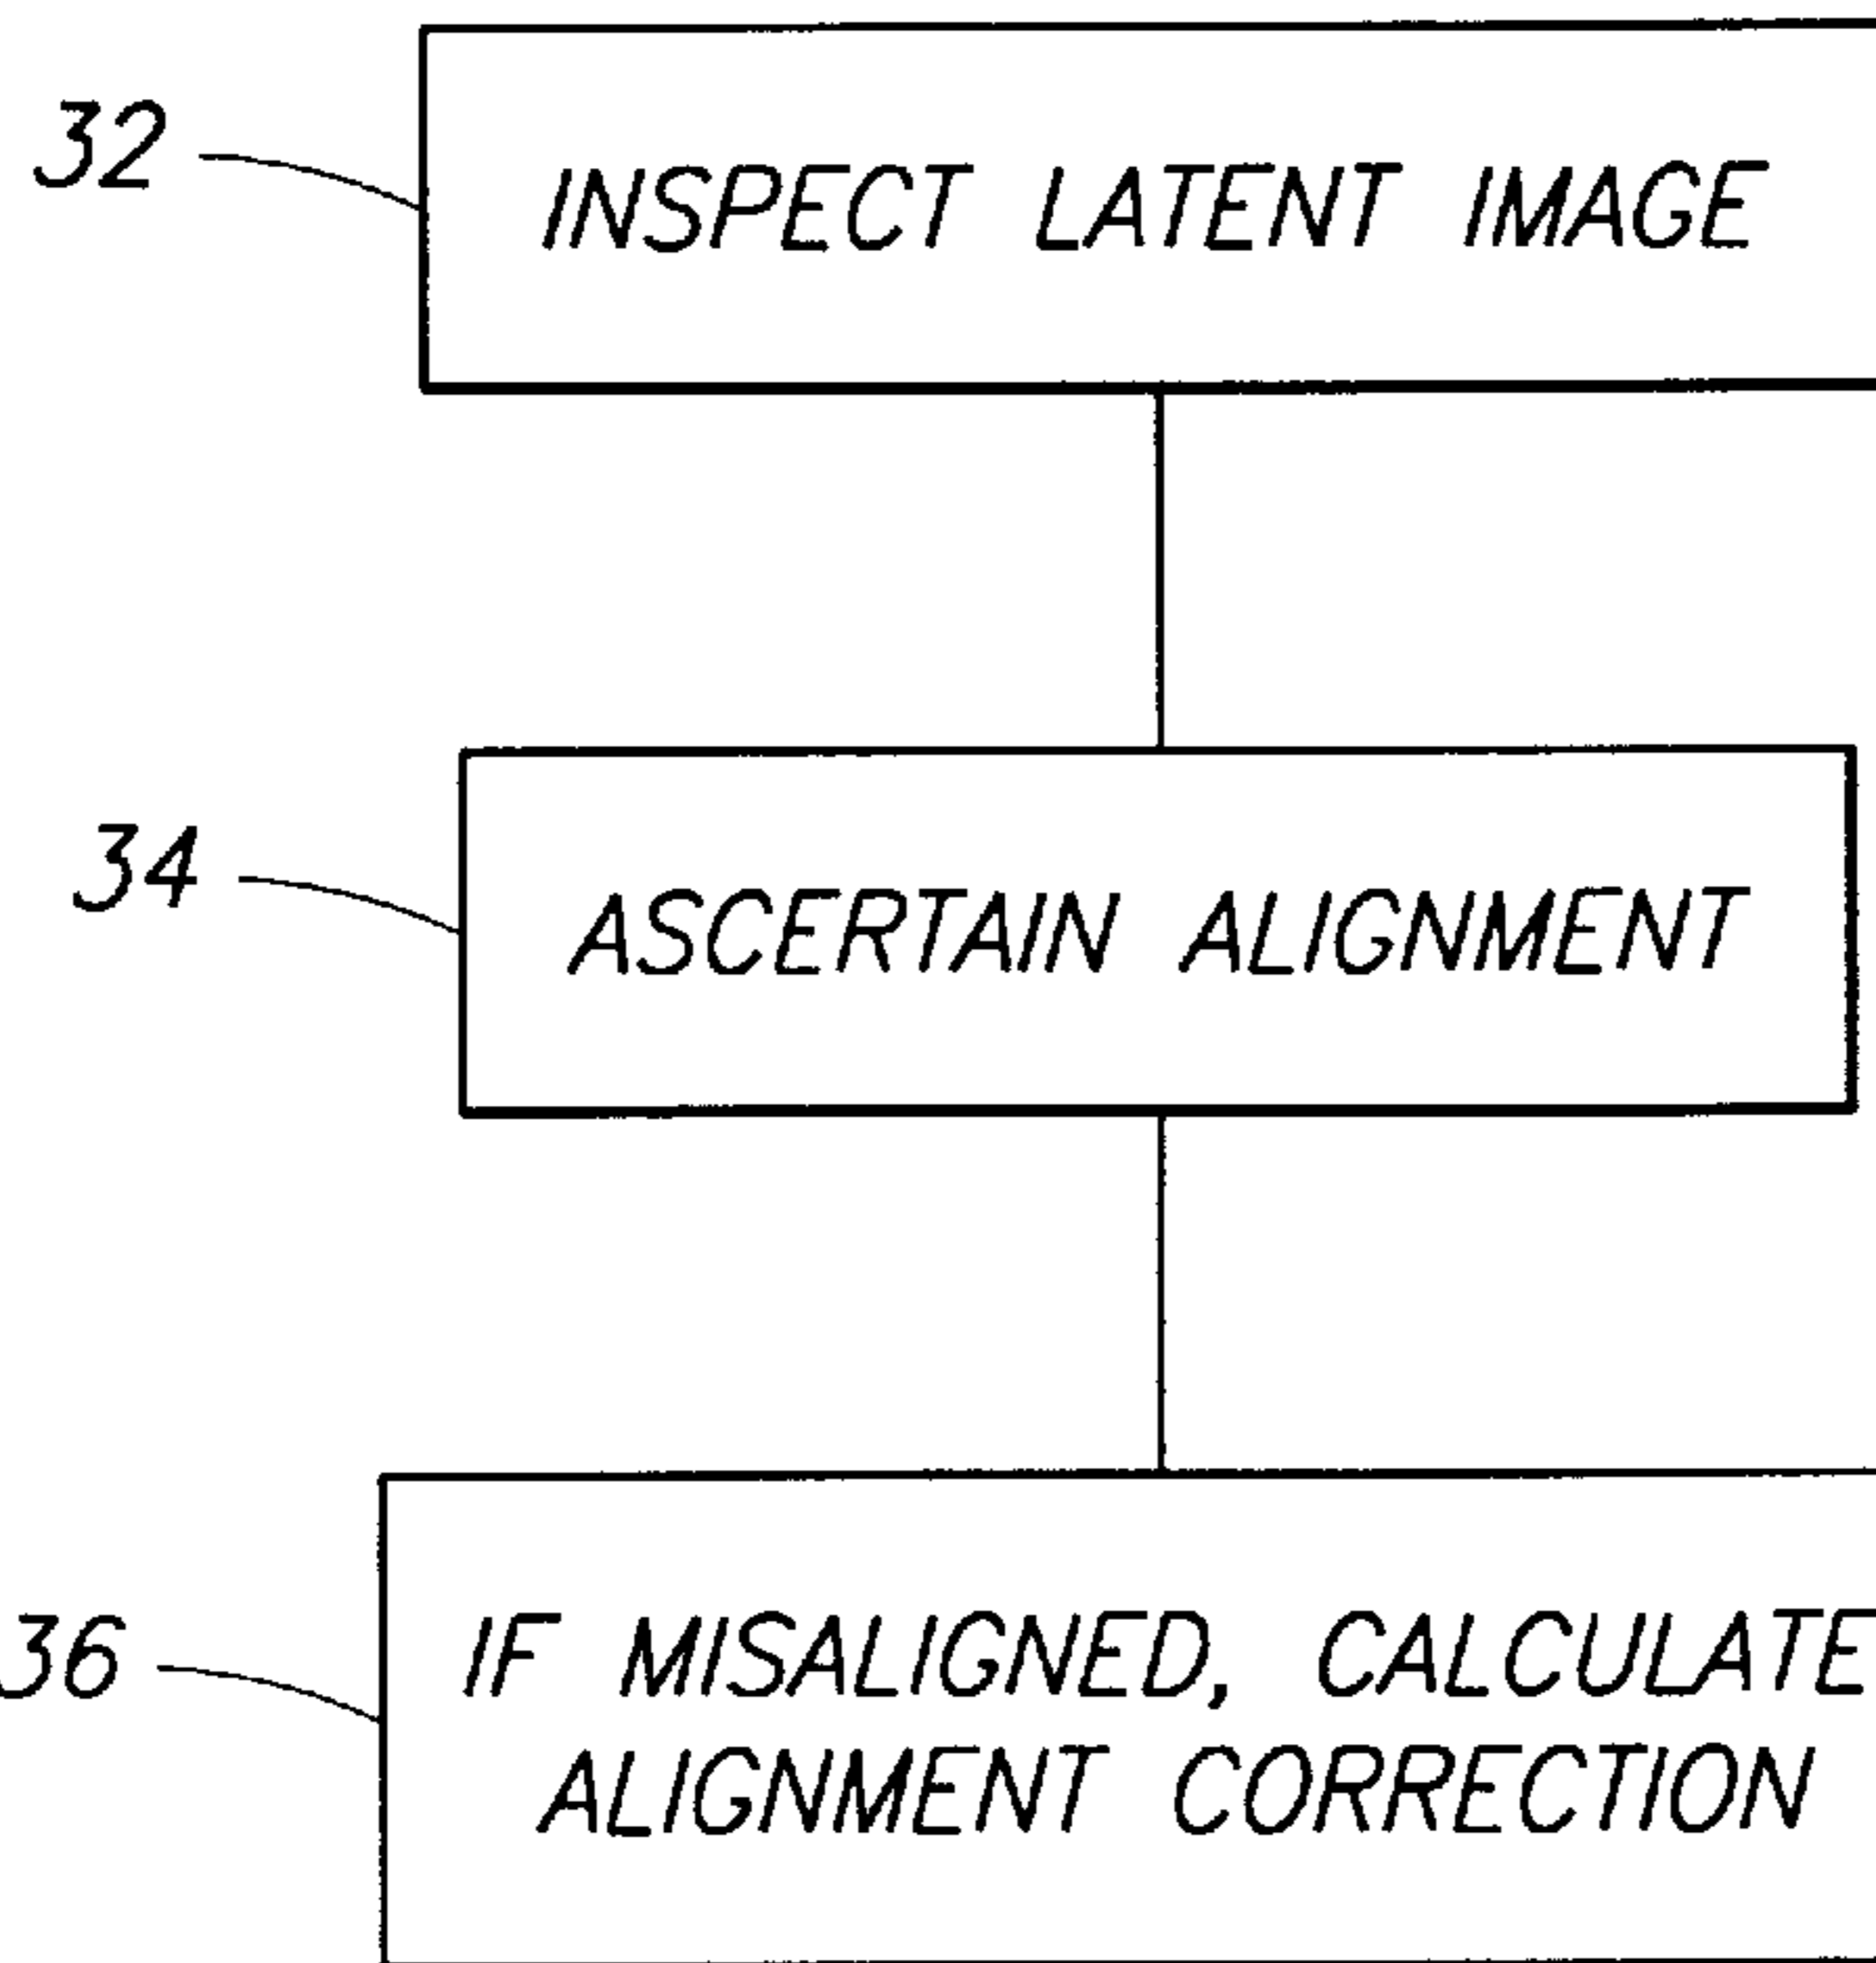 32
INSPECT LATENT IMAGE
34
ASCERTAIN ALIGNMENT
36
IF MISALIGNED, CALCULATE
ALIGNMENT CORRECTION